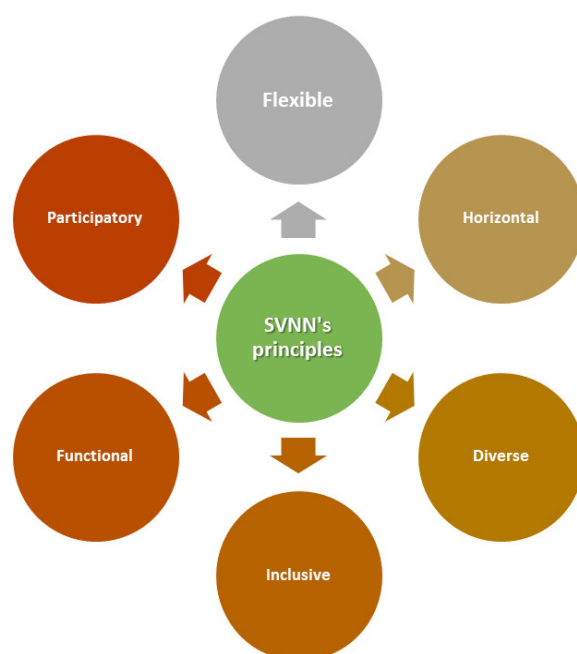 Flexible
Participatory
Horizontal
SVNN's
principles
Functional
Diverse
Inclusive